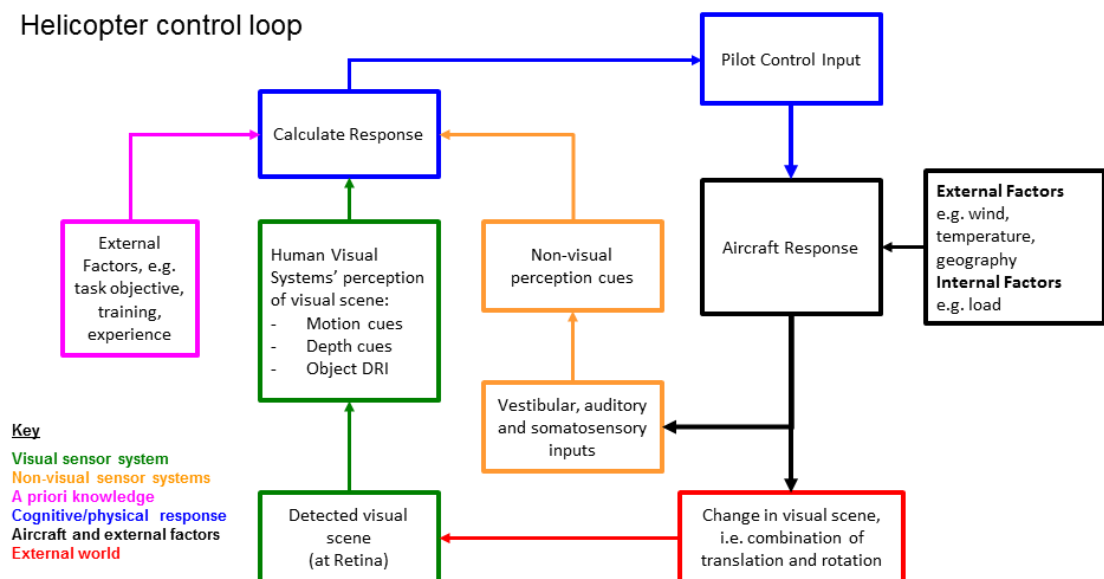 Helicopter control loop
Pilot Control Input
Calculate Response
External Factors, e.g.
task objective,
training,
experience
Human Visual
Systems' perception
of visual scene:
- Motion cues
- Depth cues
- Object DRI
Non-visual
perception cues
Aircraft Response
External Factors
e.g. wind,
temperature,
geography
Internal Factors
e.g. load
Vestibular, auditory
and somatosensory
inputs
Key
Visual sensor system
Non-visual sensor systems
A priori knowledge
Cognitive/physical response
Aircraft and external factors
External world
Detected visual
scene
(at Retina)
Change in visual scene,
i.e. combination of
translation and rotation